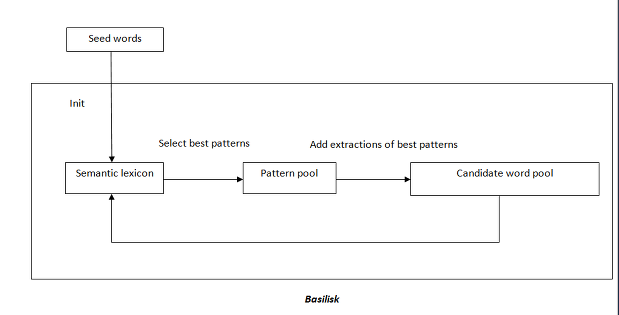 Seed words
Init
Select best patterns
Add extractions of best patterns
Semantic lexicon
Pattern pool
Candidate word pool
Basilisk